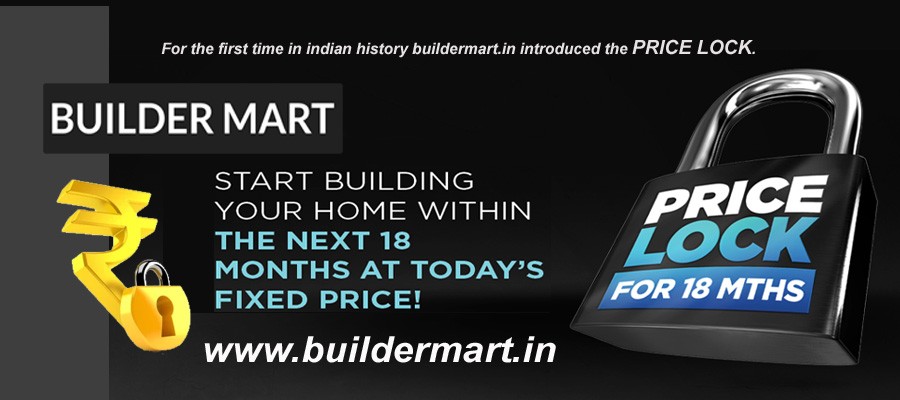 For the first time in indian history buildermart.in introduced the PRICE LOCK.
BUILDER MART
START BUILDING
YOUR HOME WITHIN
THE NEXT 18
MONTHS AT TODAY'S
FIXED PRICE!
www.buildermart.in
PRICE
LOCK
FOR 18 MTHS
₹